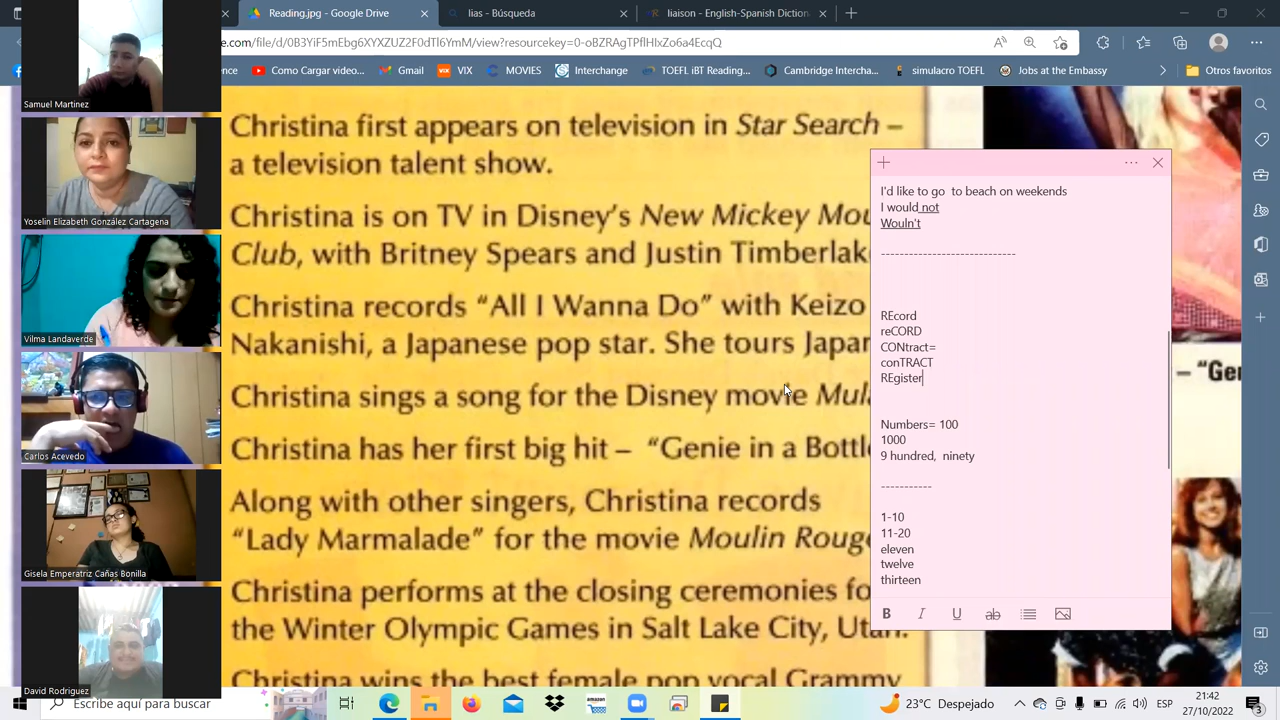 Samuel Martinez
Yoselin Elizabeth González Cartagena
Vilma Landaverde
Carlos Acevedo
Gisela Emperatriz Cañas Bonilla
David Rodriguez
lias - Búsqueda
liaison - English-Spanish Diction
e.com/file/d/0B3YiF5mEbg6XYXZUZ2F0dTl6YmM/view?resourcekey=0-oBZRAgTPflHIxZo6a4EcqQ
ence
Como Cargar video...
Gmail
VIX
MOVIES
Interchange
TOEFL iBT Reading...
Cambridge Intercha...
simulacro TOEFL
Jobs at the Embassy
Otros favoritos
Christina first appears on television in Star Search –
a television talent show.
Christina is on TV in Disney's New Mickey Mou
Club, with Britney Spears and Justin Timberlak
Christina records “All I Wanna Do” with Keizo
Nakanishi, a Japanese pop star. She tours Japar
Christina sings a song for the Disney movie Mula
Christina has her first big hit – “Genie in a Bottle
Along with other singers, Christina records
“Lady Marmalade” for the movie Moulin Rouge
Christina performs at the closing ceremonies fo
the Winter Olympic Games in Salt Lake City, Utah.
Christina wins the best female pop vocal Grammy
– “Ger
I'd like to go to beach on weekends
I would not
Wouln't
-----------------------------
REcord
reCORD
CONtract=
conTRACT
REgister
Numbers= 100
1000
9 hundred, ninety
-----------
1-10
11-20
eleven
twelve
thirteen
Escribe aquí para buscar
23°C Despejado
ESP
21:42
27/10/2022
3